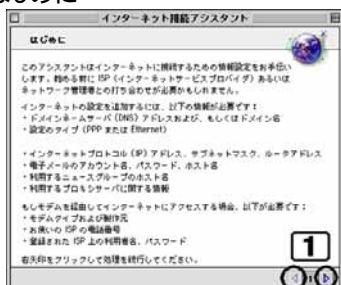 はじめに
インターネット接続アシスタント
はじめに
このアシスタントはインターネットに接続するための情報設定をお手伝い
します。始める前に ISP（インターネットサービスプロバイダ）あるいは
ネットワーク管理者との打ち合わせが必要かもしれません。
インターネットの設定を追加するには、以下の情報が必要です：
・ドメインネームサーバ (DNS) アドレスおよび、もしくはドメイン名
・設定のタイプ (PPP または Ethernet)
・インターネットプロトコル (IP) アドレス、サブネットマスク、ルータアドレス
・電子メールのアカウント名、パスワード、ホスト名
・利用するニュースグループのホスト名
・利用するプロキシサーバに関する情報
もしモデムを経由してインターネットにアクセスする場合、以下が必要です：
・モデムタイプおよび制作元
・お使いの ISP の電話番号
・登録された ISP 上の利用者名、パスワード
右矢印をクリックして処理を続行してください。
1
1